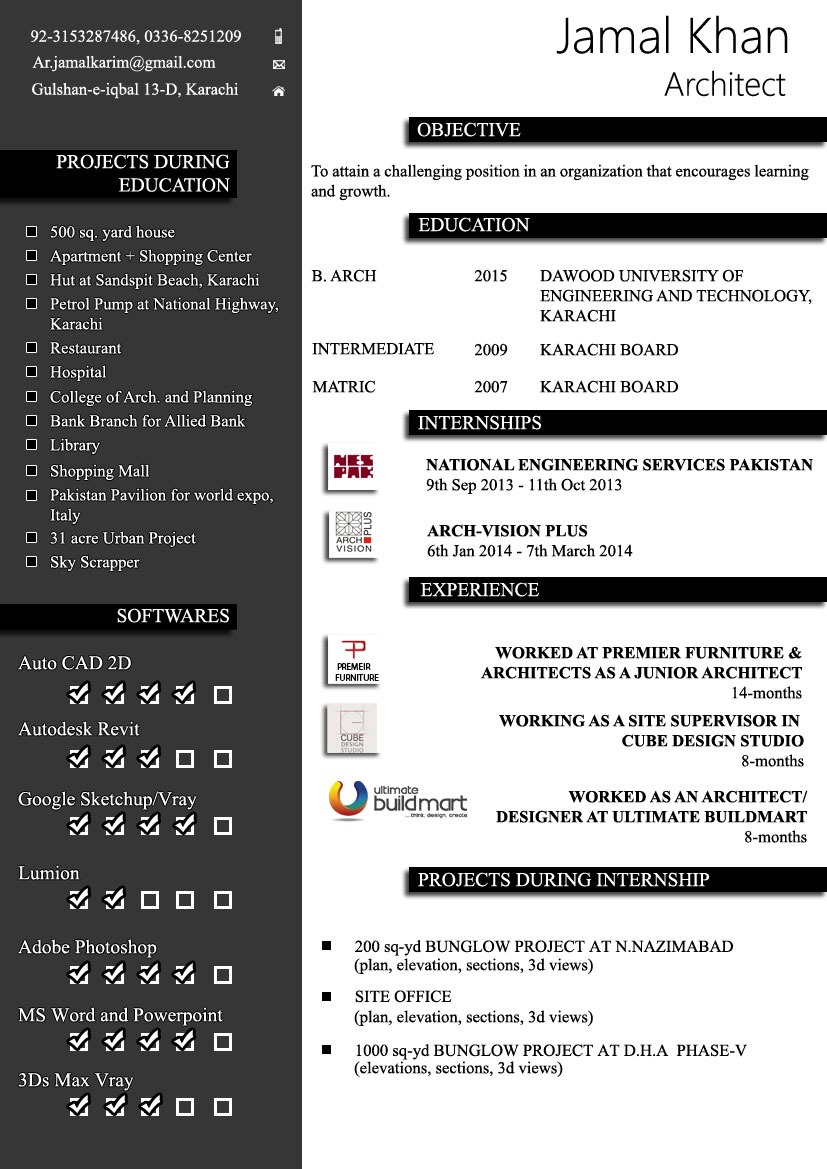 92-3153287486, 0336-8251209
Ar.jamalkarim@gmail.com
Gulshan-e-iqbal 13-D, Karachi
PROJECTS DURING
EDUCATION
500 sq. yard house
Apartment + Shopping Center
Hut at Sandspit Beach, Karachi
Petrol Pump at National Highway,
Karachi
Restaurant
Hospital
College of Arch. and Planning
Bank Branch for Allied Bank
Library
Shopping Mall
Pakistan Pavilion for world expo,
Italy
31 acre Urban Project
Sky Scrapper
SOFTWARES
Auto CAD 2D
Autodesk Revit
Google Sketchup/Vray
Lumion
Adobe Photoshop
MS Word and Powerpoint
3Ds Max Vray
Jamal Khan
Architect
OBJECTIVE
To attain a challenging position in an organization that encourages learning
and growth.
EDUCATION
B. ARCH 2015 DAWOOD UNIVERSITY OF
ENGINEERING AND TECHNOLOGY,
KARACHI
INTERMEDIATE 2009 KARACHI BOARD
MATRIC 2007 KARACHI BOARD
INTERNSHIPS
NES
PAK
NATIONAL ENGINEERING SERVICES PAKISTAN
9th Sep 2013 - 11th Oct 2013
ARCH
VISION
PLUS
ARCH-VISION PLUS
6th Jan 2014 - 7th March 2014
EXPERIENCE
PREMEIR
FURNITURE
WORKED AT PREMIER FURNITURE &
ARCHITECTS AS A JUNIOR ARCHITECT
14-months
CUBE
DESIGN
STUDIO
WORKING AS A SITE SUPERVISOR IN
CUBE DESIGN STUDIO
8-months
ultimate
buildmart
...think. design. create
WORKED AS AN ARCHITECT/
DESIGNER AT ULTIMATE BUILDMART
8-months
PROJECTS DURING INTERNSHIP
200 sq-yd BUNGLOW PROJECT AT N.NAZIMABAD
(plan, elevation, sections, 3d views)
SITE OFFICE
(plan, elevation, sections, 3d views)
1000 sq-yd BUNGLOW PROJECT AT D.H.A PHASE-V
(elevations, sections, 3d views)